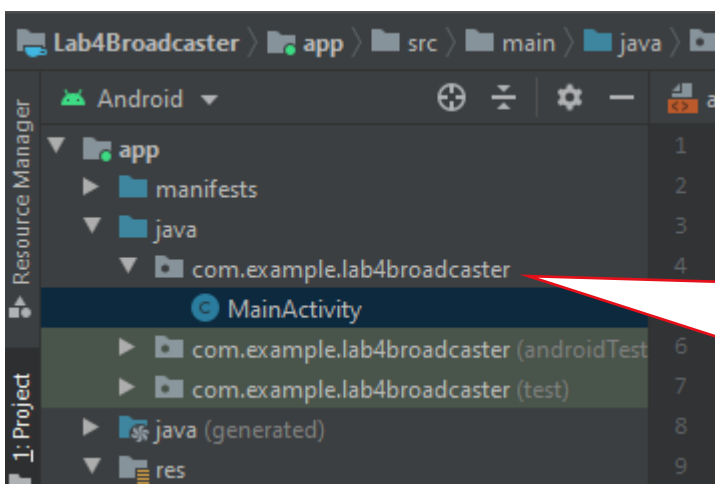 Lab4Broadcaster > app > src > main > java >
Android
Resource Manager
1: Project
app
manifests
java
com.example.lab4broadcaster
MainActivity
com.example.lab4broadcaster (androidTest
com.example.lab4broadcaster (test)
java (generated)
res
a
1
2
3
4
6
7
8
9